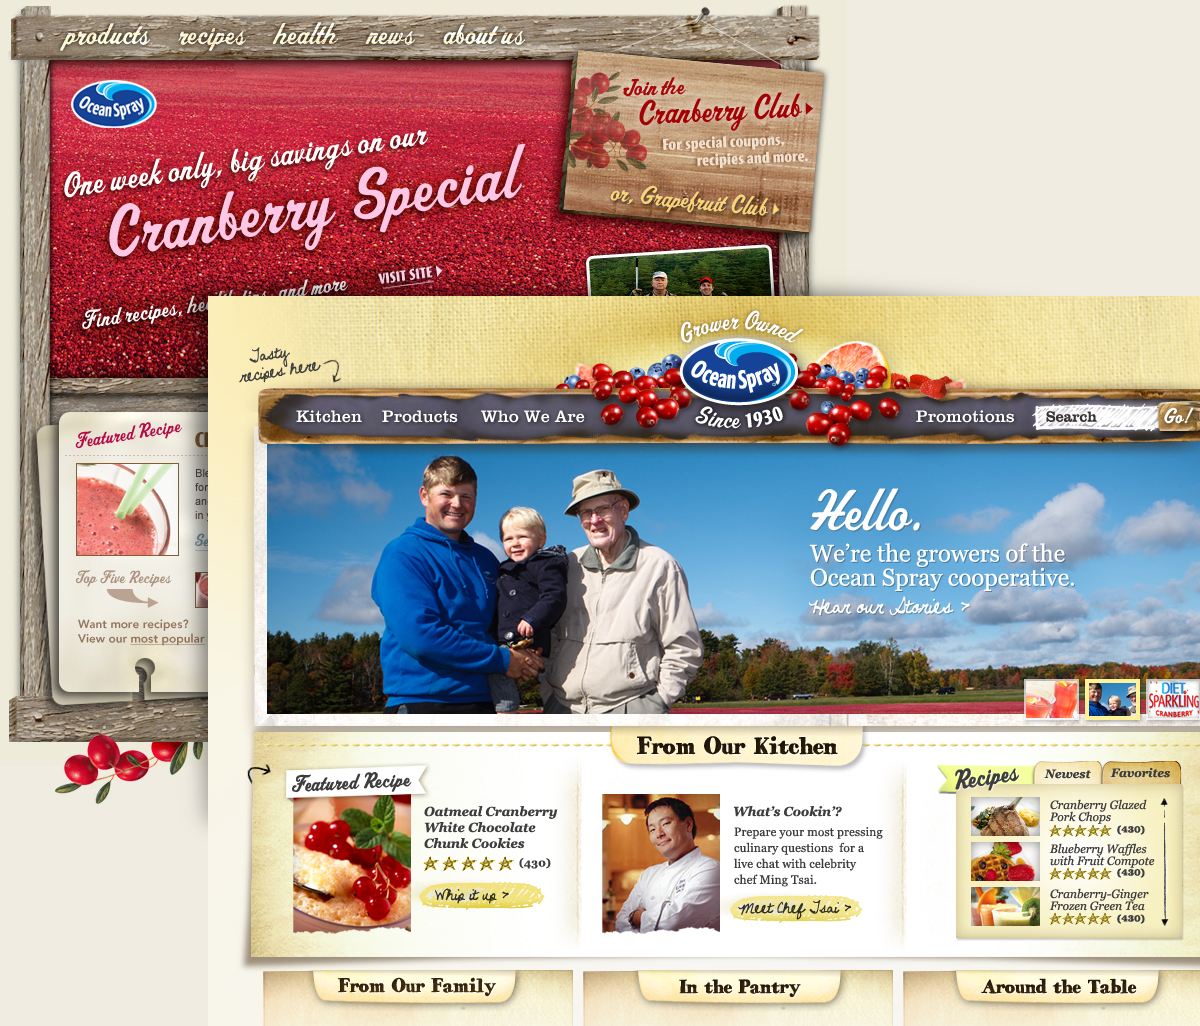 products recipes health news about us
Ocean Spray
Join the
Cranberry Club
For special coupons,
recipies and more.
or, Grapefruit Club
One week only, big savings on our
Cranberry Special
VISIT SITE
Find recipes, health tips, and more
Featured Recipe
Top Five Recipes
Want more recipes?
View our most popular
Tasty
recipes here
Grower Owned
Ocean Spray
Since 1930
Kitchen Products Who We Are Promotions Search Go!
Hello.
We're the growers of the
Ocean Spray cooperative.
Hear our Stories >
DIET
SPARKLING
CRANBERRY
From Our Kitchen
Featured Recipe
Oatmeal Cranberry
White Chocolate
Chunk Cookies
(430)
Whip it up >
What's Cookin'?
Prepare your most pressing
culinary questions for a
live chat with celebrity
chef Ming Tsai.
Meet Chef Tsai >
Recipes Newest Favorites
Cranberry Glazed
Pork Chops
(430)
Blueberry Waffles
with Fruit Compote
(430)
Cranberry-Ginger
Frozen Green Tea
(430)
From Our Family In the Pantry Around the Table